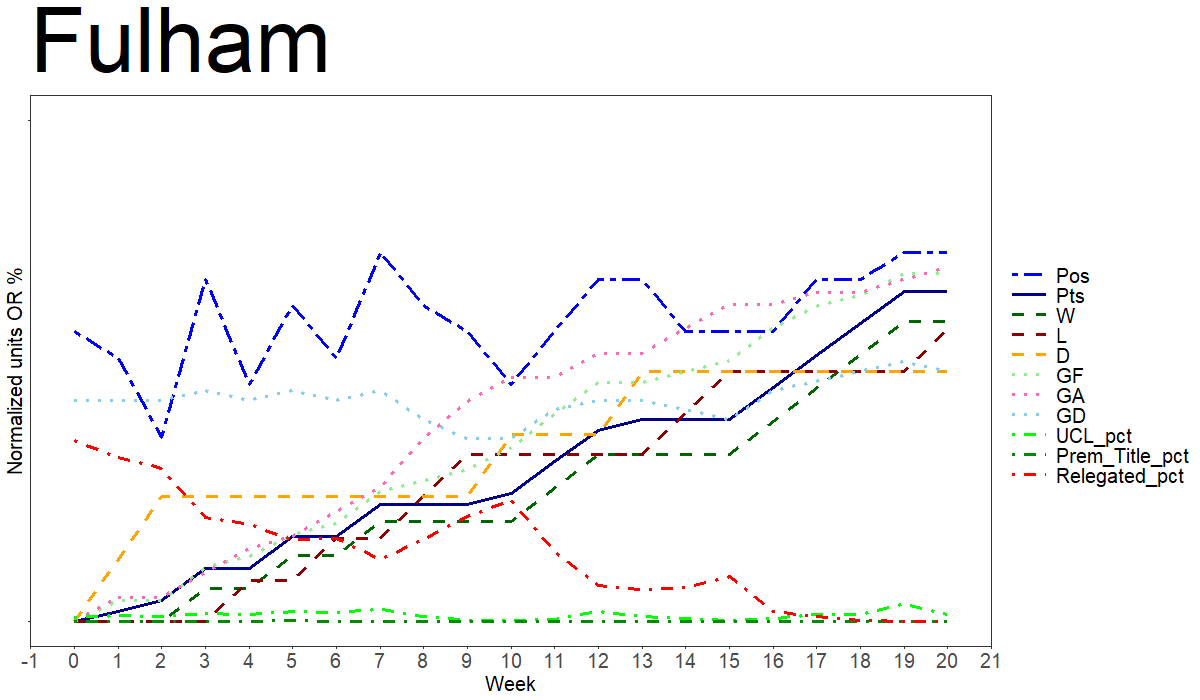 Fulham
Normalized units OR %
Pos
Pts
W
L
D
GF
GA
GD
UCL_pct
Prem_Title_pct
Relegated_pct
-1 0 1 2 3 4 5 6 7 8 9 10 11 12 13 14 15 16 17 18 19 20 21
Week